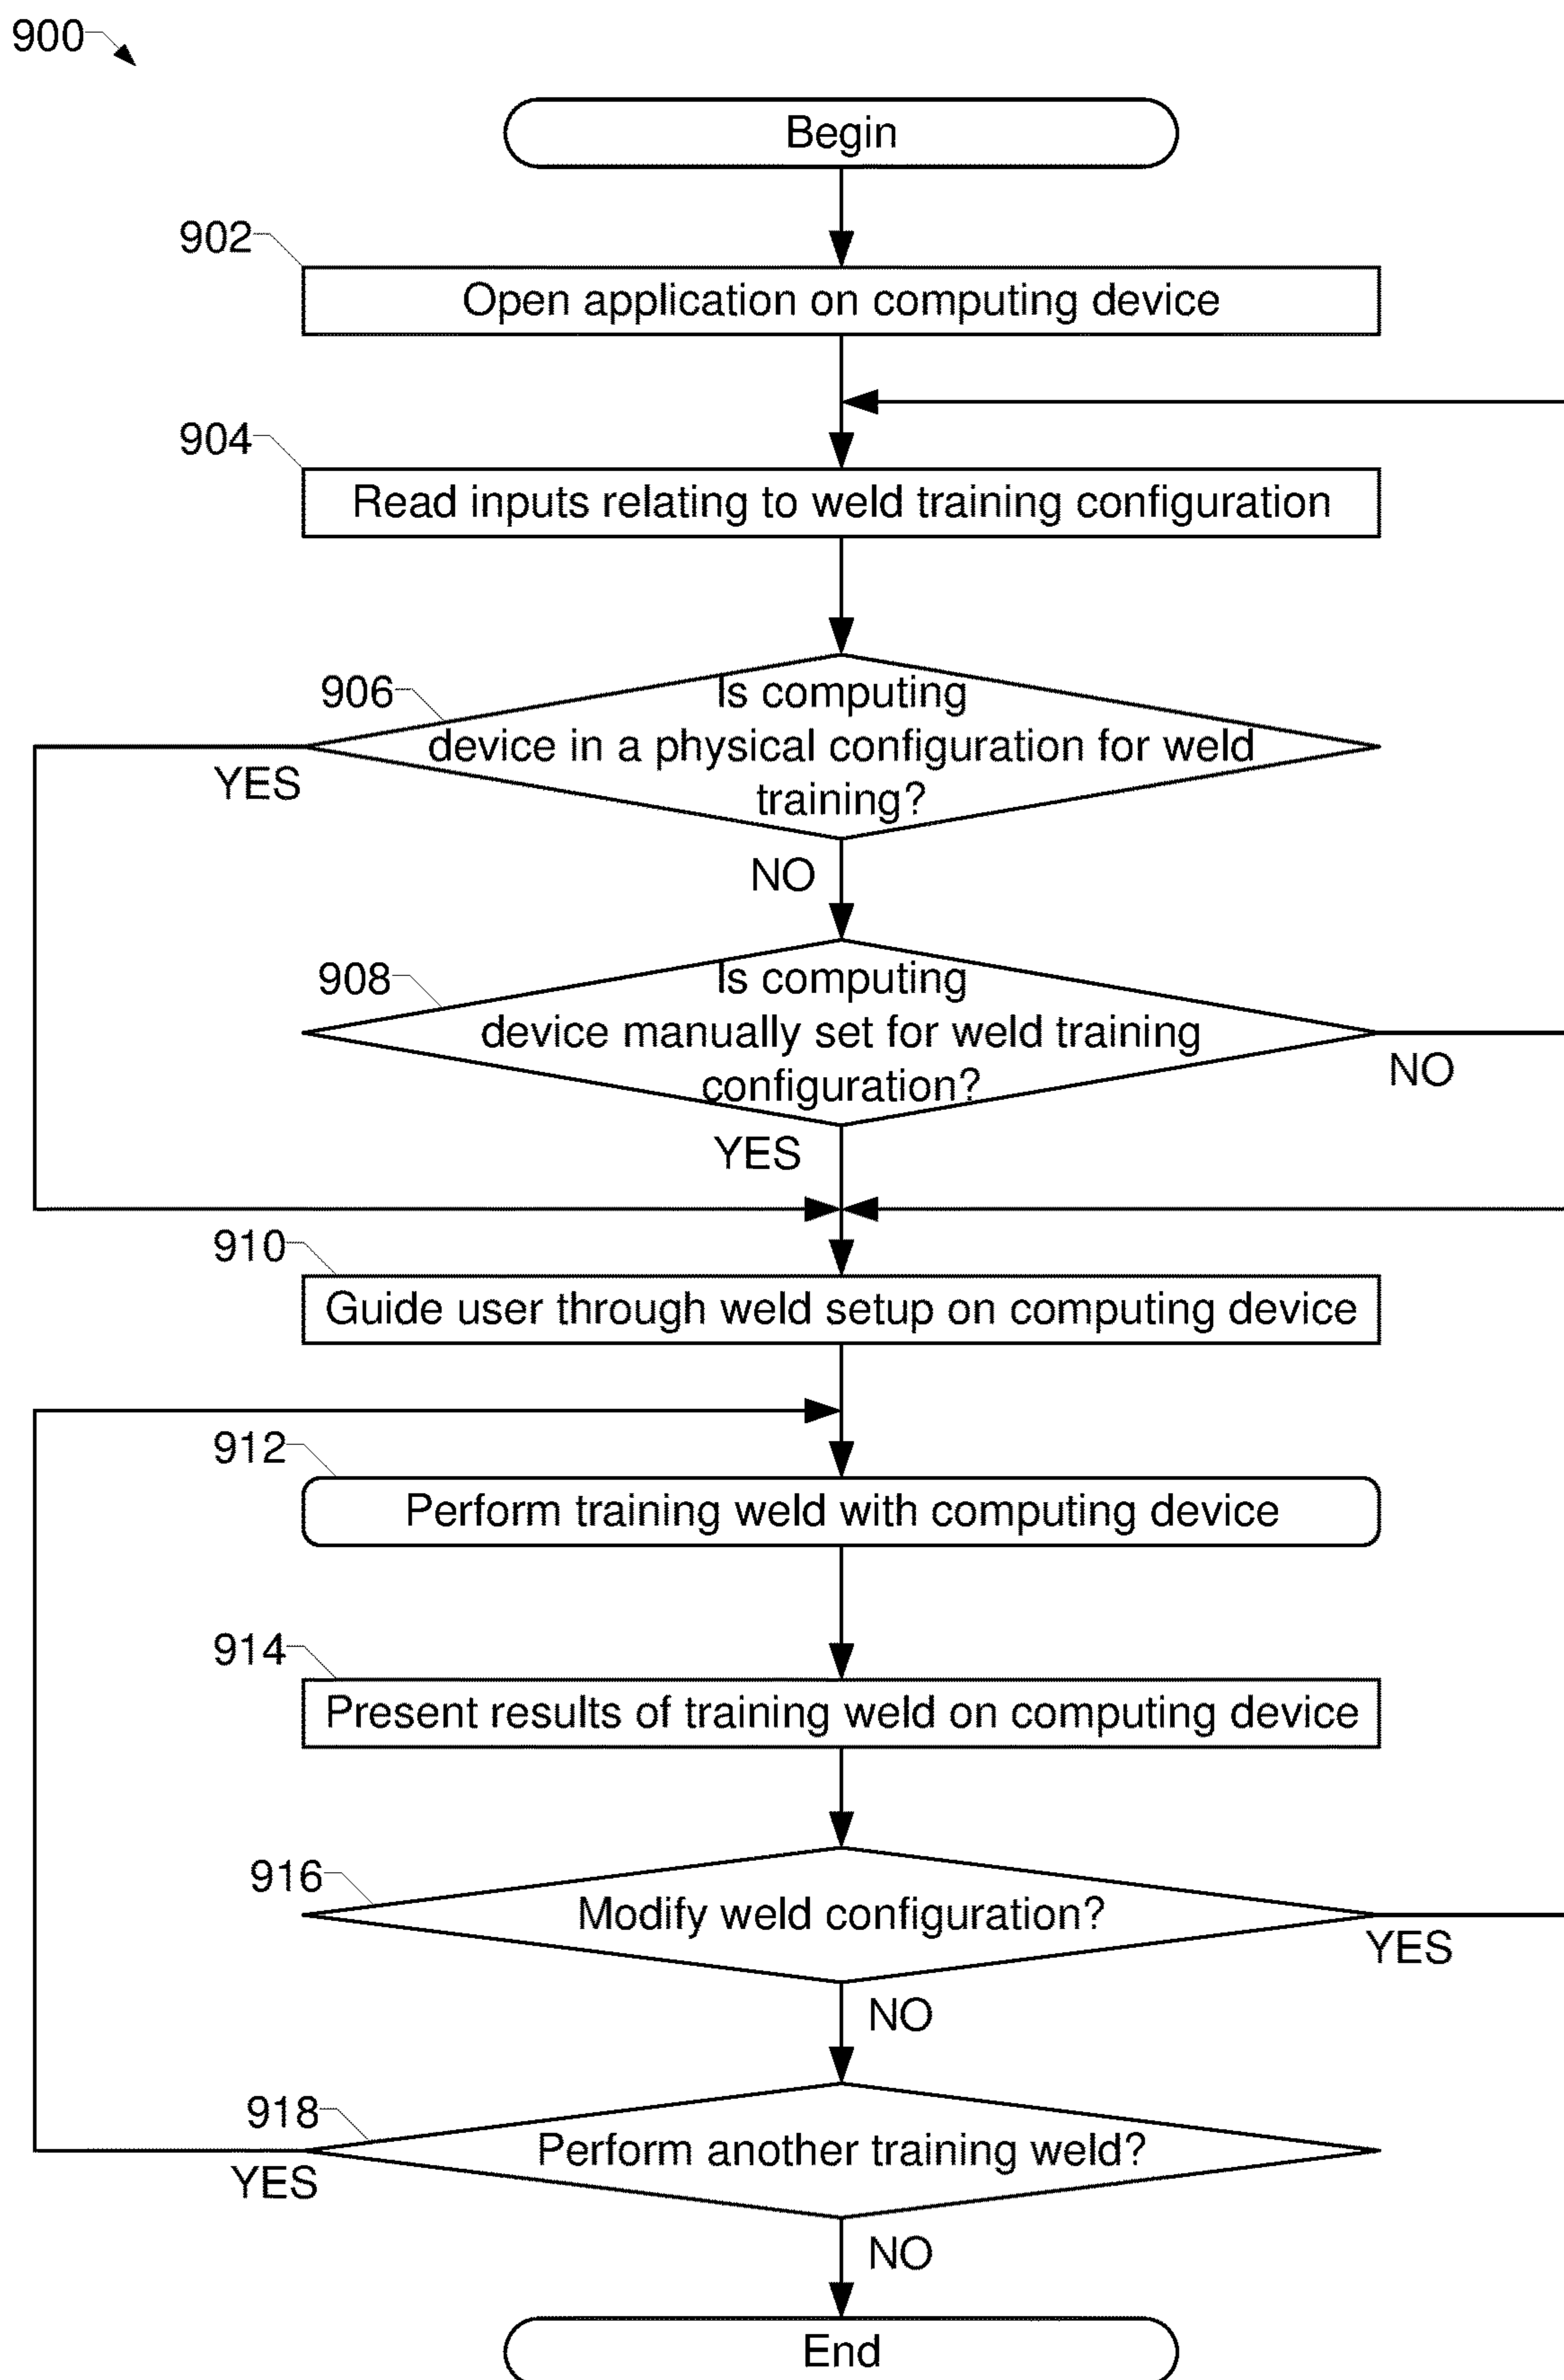 900
Begin
902
Open application on computing device
904
Read inputs relating to weld training configuration
906
Is computing
device in a physical configuration for weld
training?
YES
NO
908
Is computing
device manually set for weld training
configuration?
NO
YES
910
Guide user through weld setup on computing device
912
Perform training weld with computing device
914
Present results of training weld on computing device
916
Modify weld configuration?
YES
NO
918
Perform another training weld?
YES
NO
End